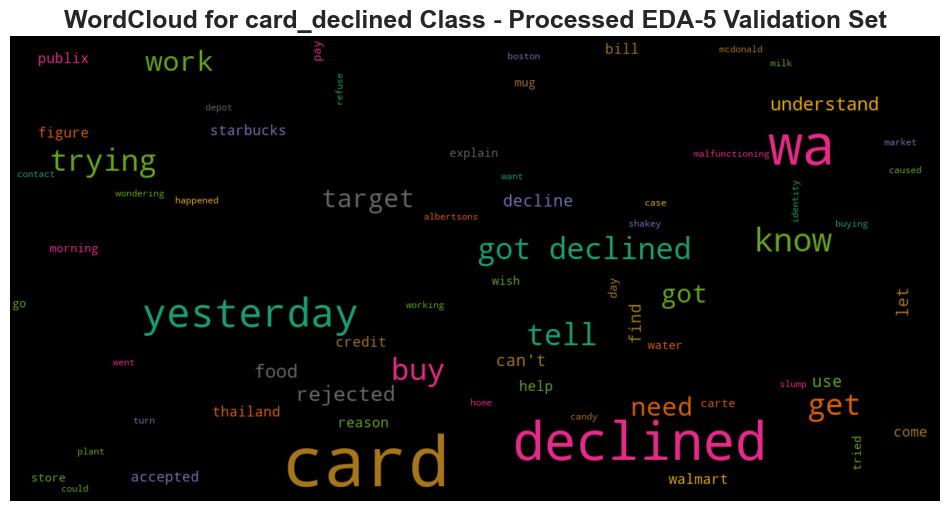 WordCloud for card_declined Class - Processed EDA-5 Validation Set
publix
work
pay
boston
bill
mcdonald
milk
mug
refuse
depot
understand
figure
starbucks
trying
explain
malfunctioning
wa
market
contact
want
caused
wondering
happened
target
decline
case
identity
albertsons
shakey
buying
morning
got declined
know
wish
day
got
go
yesterday
working
let
find
tell
credit
water
can't
went
food
buy
help
slump
use
rejected
home
thailand
need
carte
get
candy
turn
reason
declined
come
plant
tried
card
store
accepted
walmart
could